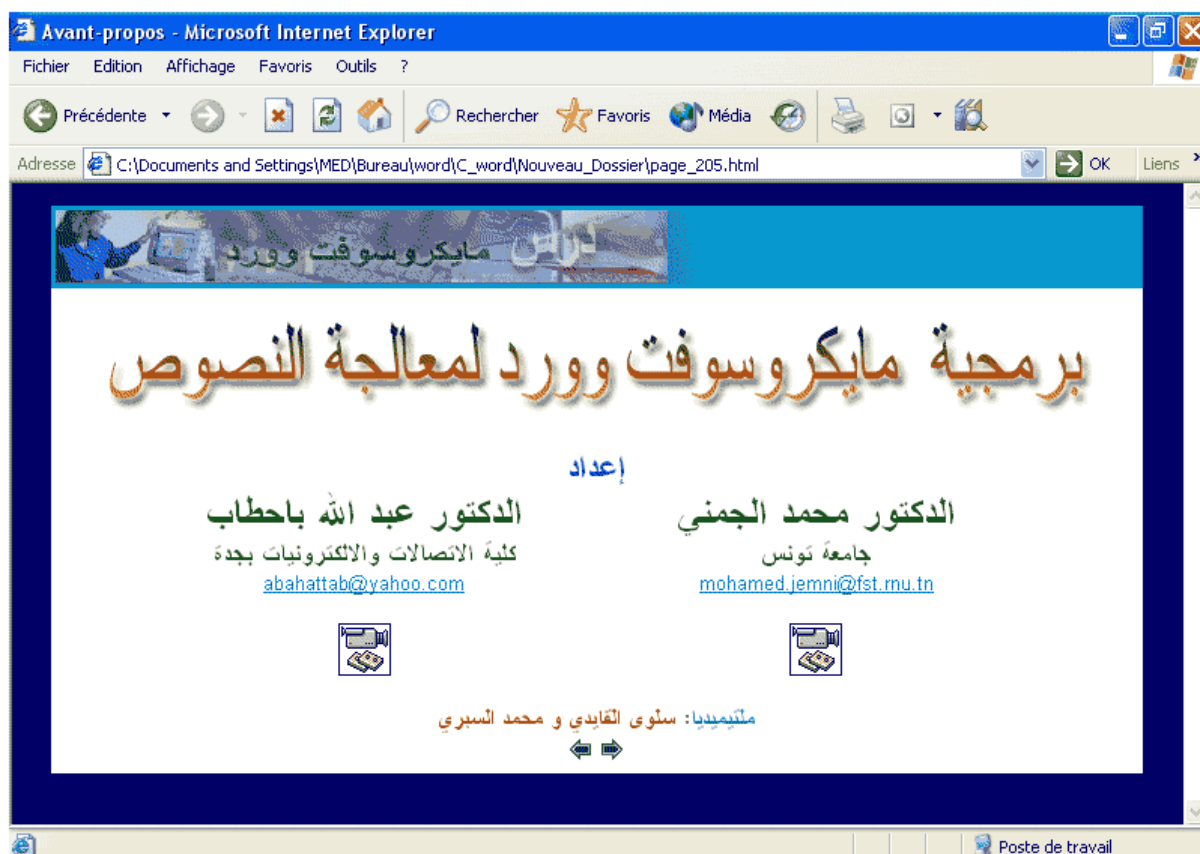 Avant-propos - Microsoft Internet Explorer
Fichier Edition Affichage Favoris Outils ?
Précédente Rechercher Favoris Média
Adresse C:\Documents and Settings\MED\Bureau\word\C_word\Nouveau_Dossier\page_205.html OK Liens
درس مايكروسوفت وورد
برمجية مايكروسوفت وورد لمعالجة النصوص
إعداد
الدكتور محمد الجمني الدكتور عبد الله باحطاب
جامعة تونس كلية الاتصالات والالكترونيات بجدة
mohamed.jemni@fst.rnu.tn abahattab@yahoo.com
ملتيميديا: سلوى القايدي و محمد السبري
Poste de travail